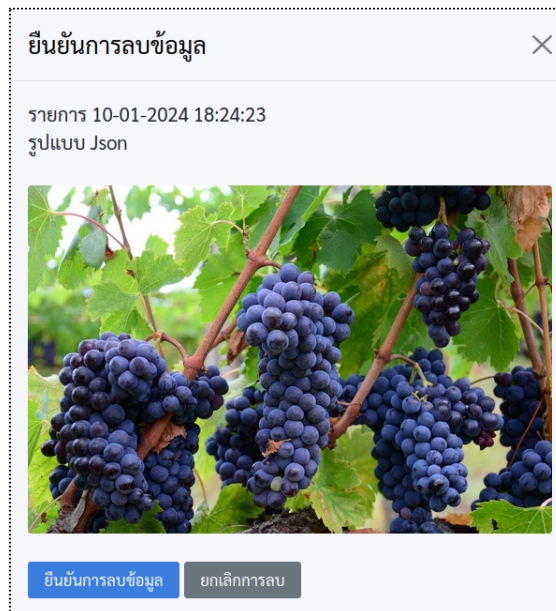 ยืนยันการลบข้อมูล
รายการ 10-01-2024 18:24:23
รูปแบบ Json
ยืนยันการลบข้อมูล
ยกเลิกการลบ